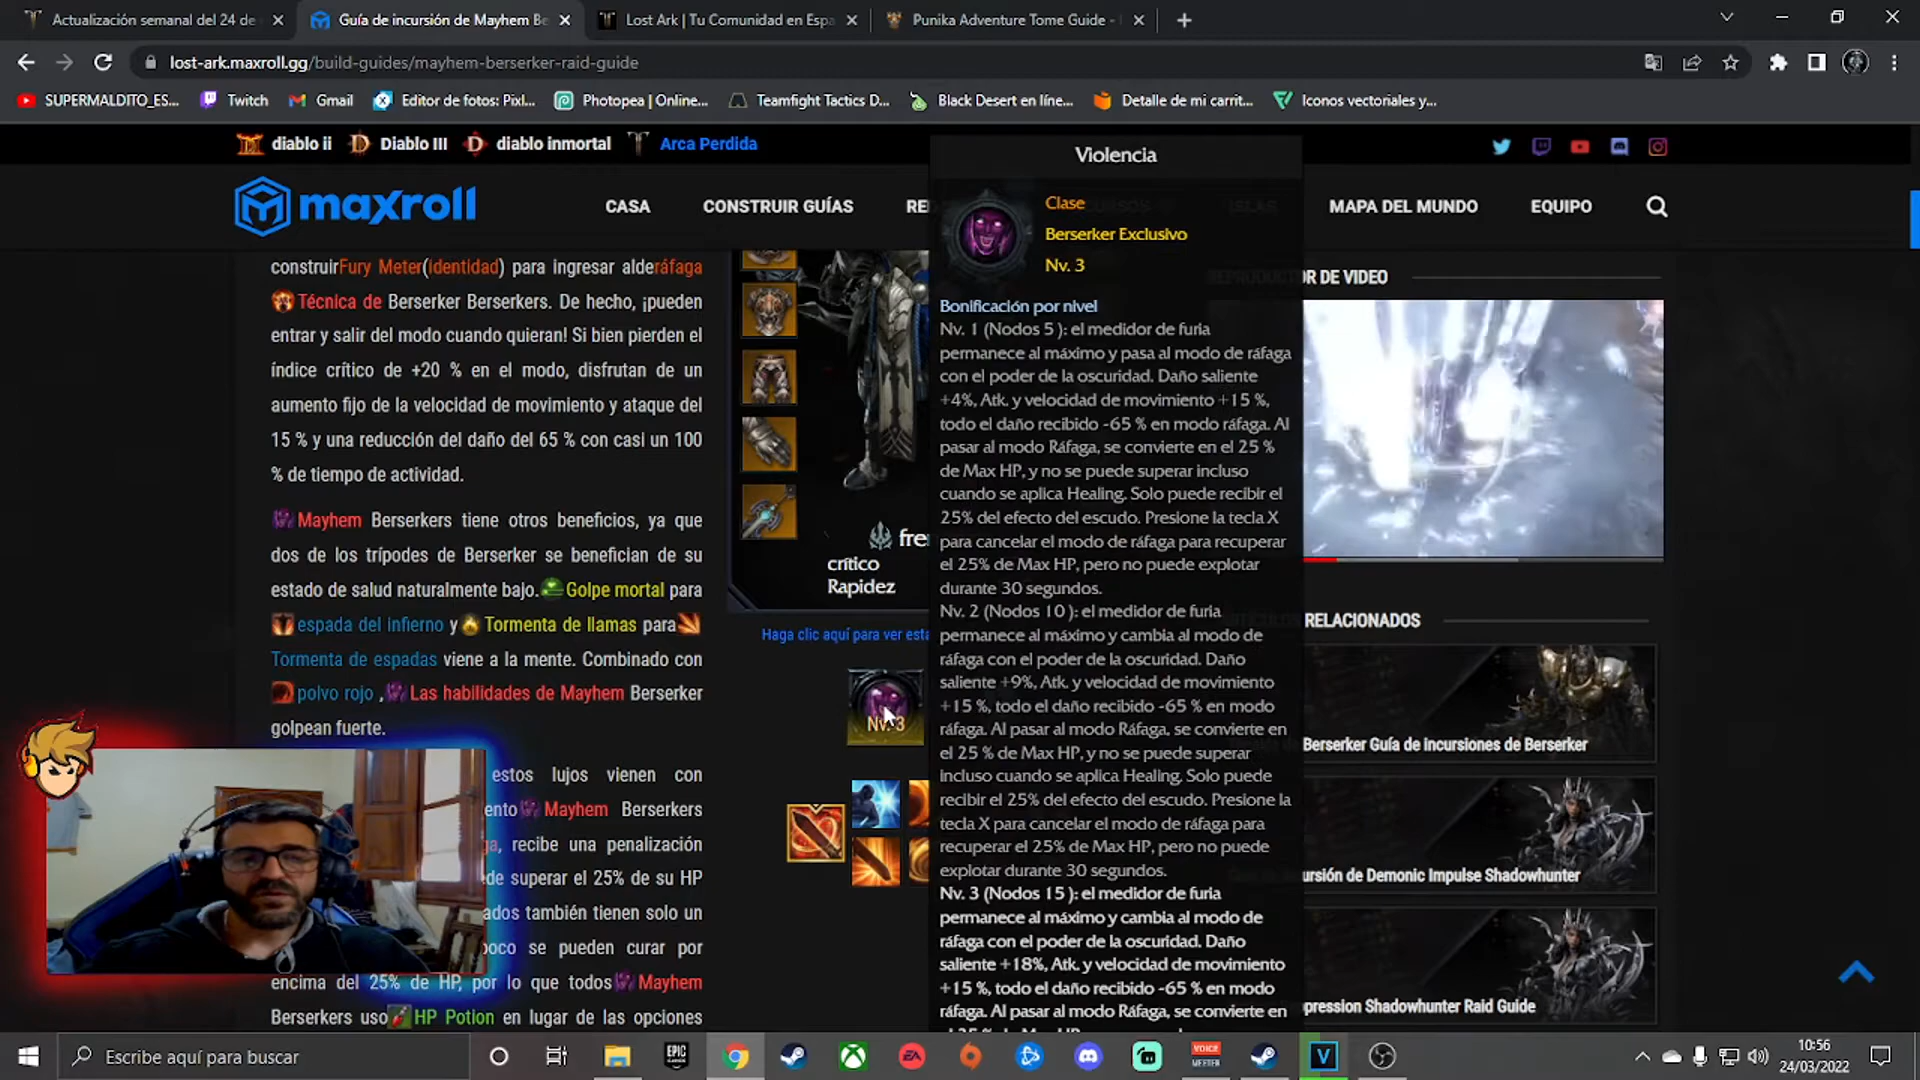 Actualización semanal del 24 de
Guía de incursión de Mayhem Be
Lost Ark | Tu Comunidad en Espa
Punika Adventure Tome Guide -
lost-ark.maxroll.gg/build-guides/mayhem-berserker-raid-guide
SUPERMALDITO_ES...
Twitch
Gmail
Editor de fotos: Pixl...
Photopea | Online...
Teamfight Tactics D...
Black Desert en líne...
Detalle de mi carrit...
Iconos vectoriales y...
diablo ii
Diablo III
diablo inmortal
Arca Perdida
maxroll
CASA
CONSTRUIR GUÍAS
MAPA DEL MUNDO
EQUIPO
construirFury Meter(Identidad) para ingresar alderáfaga
Técnica de Berserker Berserkers. De hecho, ¡pueden
entrar y salir del modo cuando quieran! Si bien pierden el
índice crítico de +20 % en el modo, disfrutan de un
aumento fijo de la velocidad de movimiento y ataque del
15 % y una reducción del daño del 65 % con casi un 100
% de tiempo de actividad.
Mayhem Berserkers tiene otros beneficios, ya que
dos de los trípodes de Berserker se benefician de su
estado de salud naturalmente bajo. Golpe mortal para
espada del infierno y Tormenta de llamas para
Tormenta de espadas viene a la mente. Combinado con
polvo rojo , Las habilidades de Mayhem Berserker
golpean fuerte.
estos lujos vienen con
ento Mayhem Berserkers
a, recibe una penalización
de superar el 25% de su HP
ados también tienen solo un
poco se pueden curar por
encima del 25% de HP, por lo que todos Mayhem
Berserkers uso HP Potion en lugar de las opciones
fre
crítico
Rapidez
Haga clic aquí para ver esta
Nv. 3
Violencia
Clase
Berserker Exclusivo
Nv. 3
Bonificación por nivel
Nv. 1 (Nodos 5 ): el medidor de furia
permanece al máximo y pasa al modo de ráfaga
con el poder de la oscuridad. Daño saliente
+4%, Atk. y velocidad de movimiento +15 %,
todo el daño recibido -65 % en modo ráfaga. Al
pasar al modo Ráfaga, se convierte en el 25 %
de Max HP, y no se puede superar incluso
cuando se aplica Healing. Solo puede recibir el
25% del efecto del escudo. Presione la tecla X
para cancelar el modo de ráfaga para recuperar
el 25% de Max HP, pero no puede explotar
durante 30 segundos.
Nv. 2 (Nodos 10 ): el medidor de furia
permanece al máximo y cambia al modo de
ráfaga con el poder de la oscuridad. Daño
saliente +9%, Atk. y velocidad de movimiento
+15 %, todo el daño recibido -65 % en modo
ráfaga. Al pasar al modo Ráfaga, se convierte en
el 25 % de Max HP, y no se puede superar
incluso cuando se aplica Healing. Solo puede
recibir el 25% del efecto del escudo. Presione la
tecla X para cancelar el modo de ráfaga para
recuperar el 25% de Max HP, pero no puede
explotar durante 30 segundos.
Nv. 3 (Nodos 15 ): el medidor de furia
permanece al máximo y cambia al modo de
ráfaga con el poder de la oscuridad. Daño
saliente +18%, Atk. y velocidad de movimiento
+15 %, todo el daño recibido -65 % en modo
ráfaga. Al pasar al modo Ráfaga, se convierte en
DE VIDEO
RELACIONADOS
Berserker Guía de incursiones de Berserker
de Demonic Impulse Shadowhunter
Shadowhunter Raid Guide
Escribe aquí para buscar
EPIC
GAMES
EA
VOICE
MEETER
V
10:56
24/03/2022